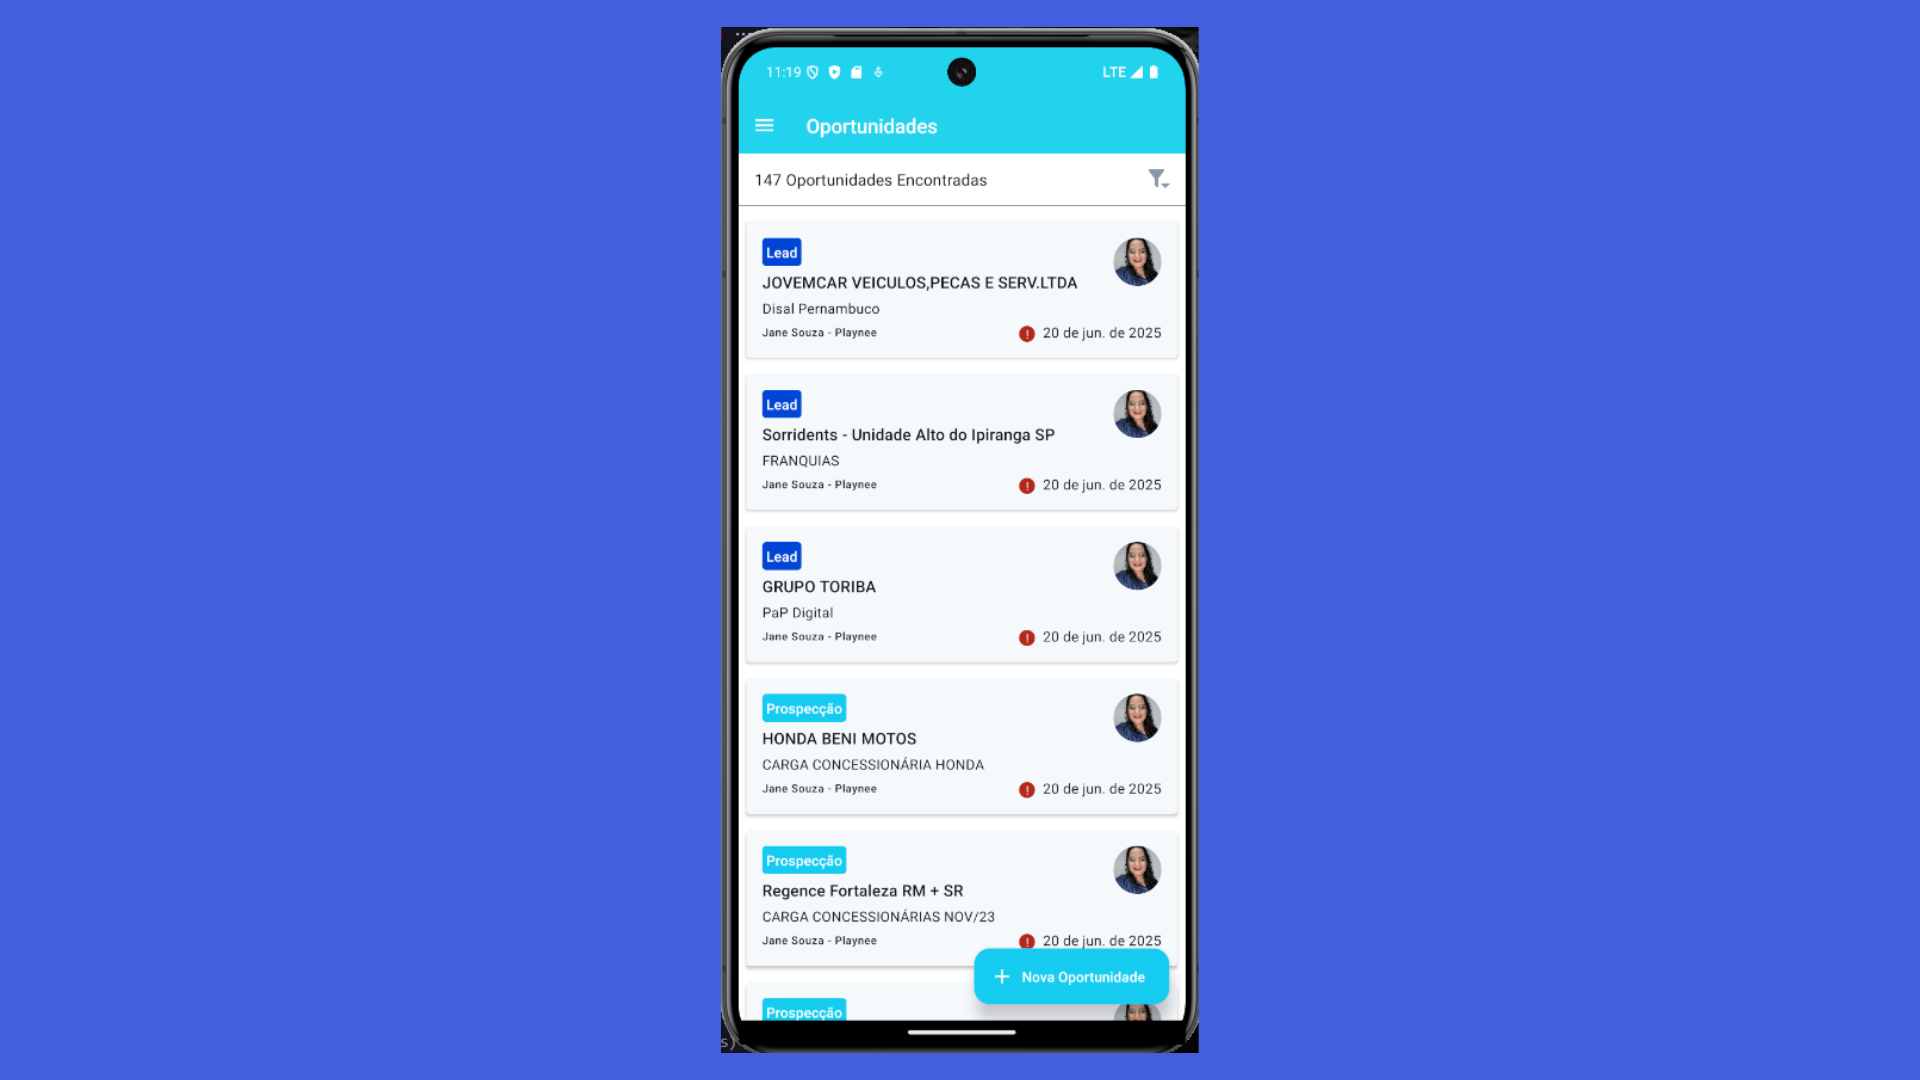 11:19
LTE
Oportunidades
147 Oportunidades Encontradas
Lead
JOVEMCAR VEICULOS,PECAS E SERV.LTDA
Disal Pernambuco
Jane Souza - Playnee
20 de jun. de 2025
Lead
Sorridents - Unidade Alto do Ipiranga SP
FRANQUIAS
Jane Souza - Playnee
20 de jun. de 2025
Lead
GRUPO TORIBA
PaP Digital
Jane Souza - Playnee
20 de jun. de 2025
Prospecção
HONDA BENI MOTOS
CARGA CONCESSIONÁRIA HONDA
Jane Souza - Playnee
20 de jun. de 2025
Prospecção
Regence Fortaleza RM + SR
CARGA CONCESSIONÁRIAS NOV/23
Jane Souza - Playnee
20 de jun. de 2025
+ Nova Oportunidade
Prospecção
s)